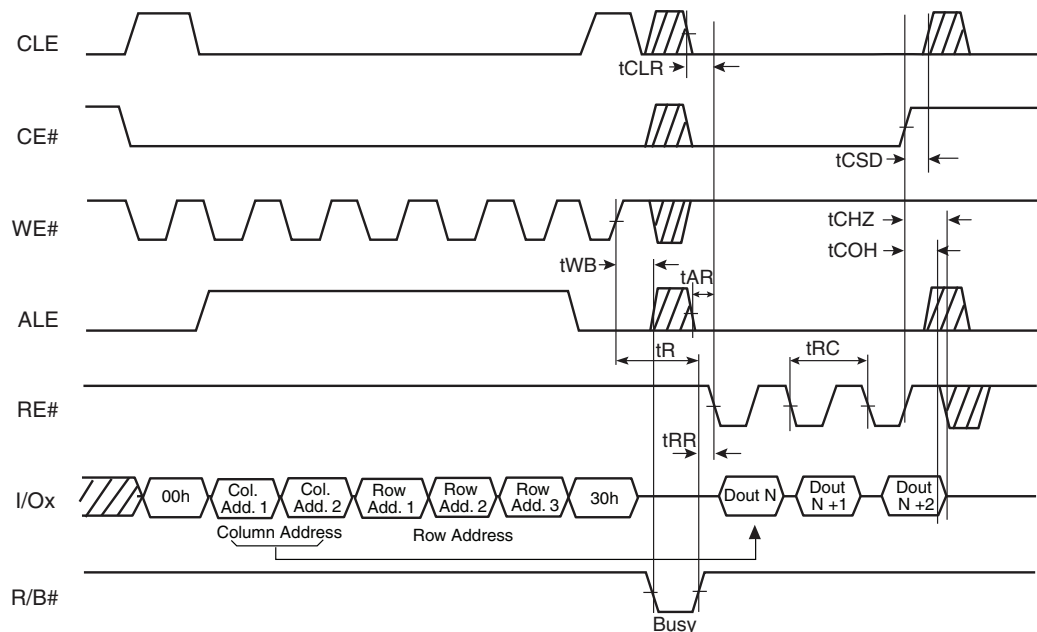 CLE
tCLR
CE#
tCSD
WE#
tCHZ
tCOH
tWB
tAR
ALE
tR
tRC
RE#
tRR
I/Ox
00h
Col.
Add. 1
Col.
Add. 2
Row
Add. 1
Row
Add. 2
Row
Add. 3
30h
Dout N
Dout
N +1
Dout
N +2
Column Address
Row Address
R/B#
Busy